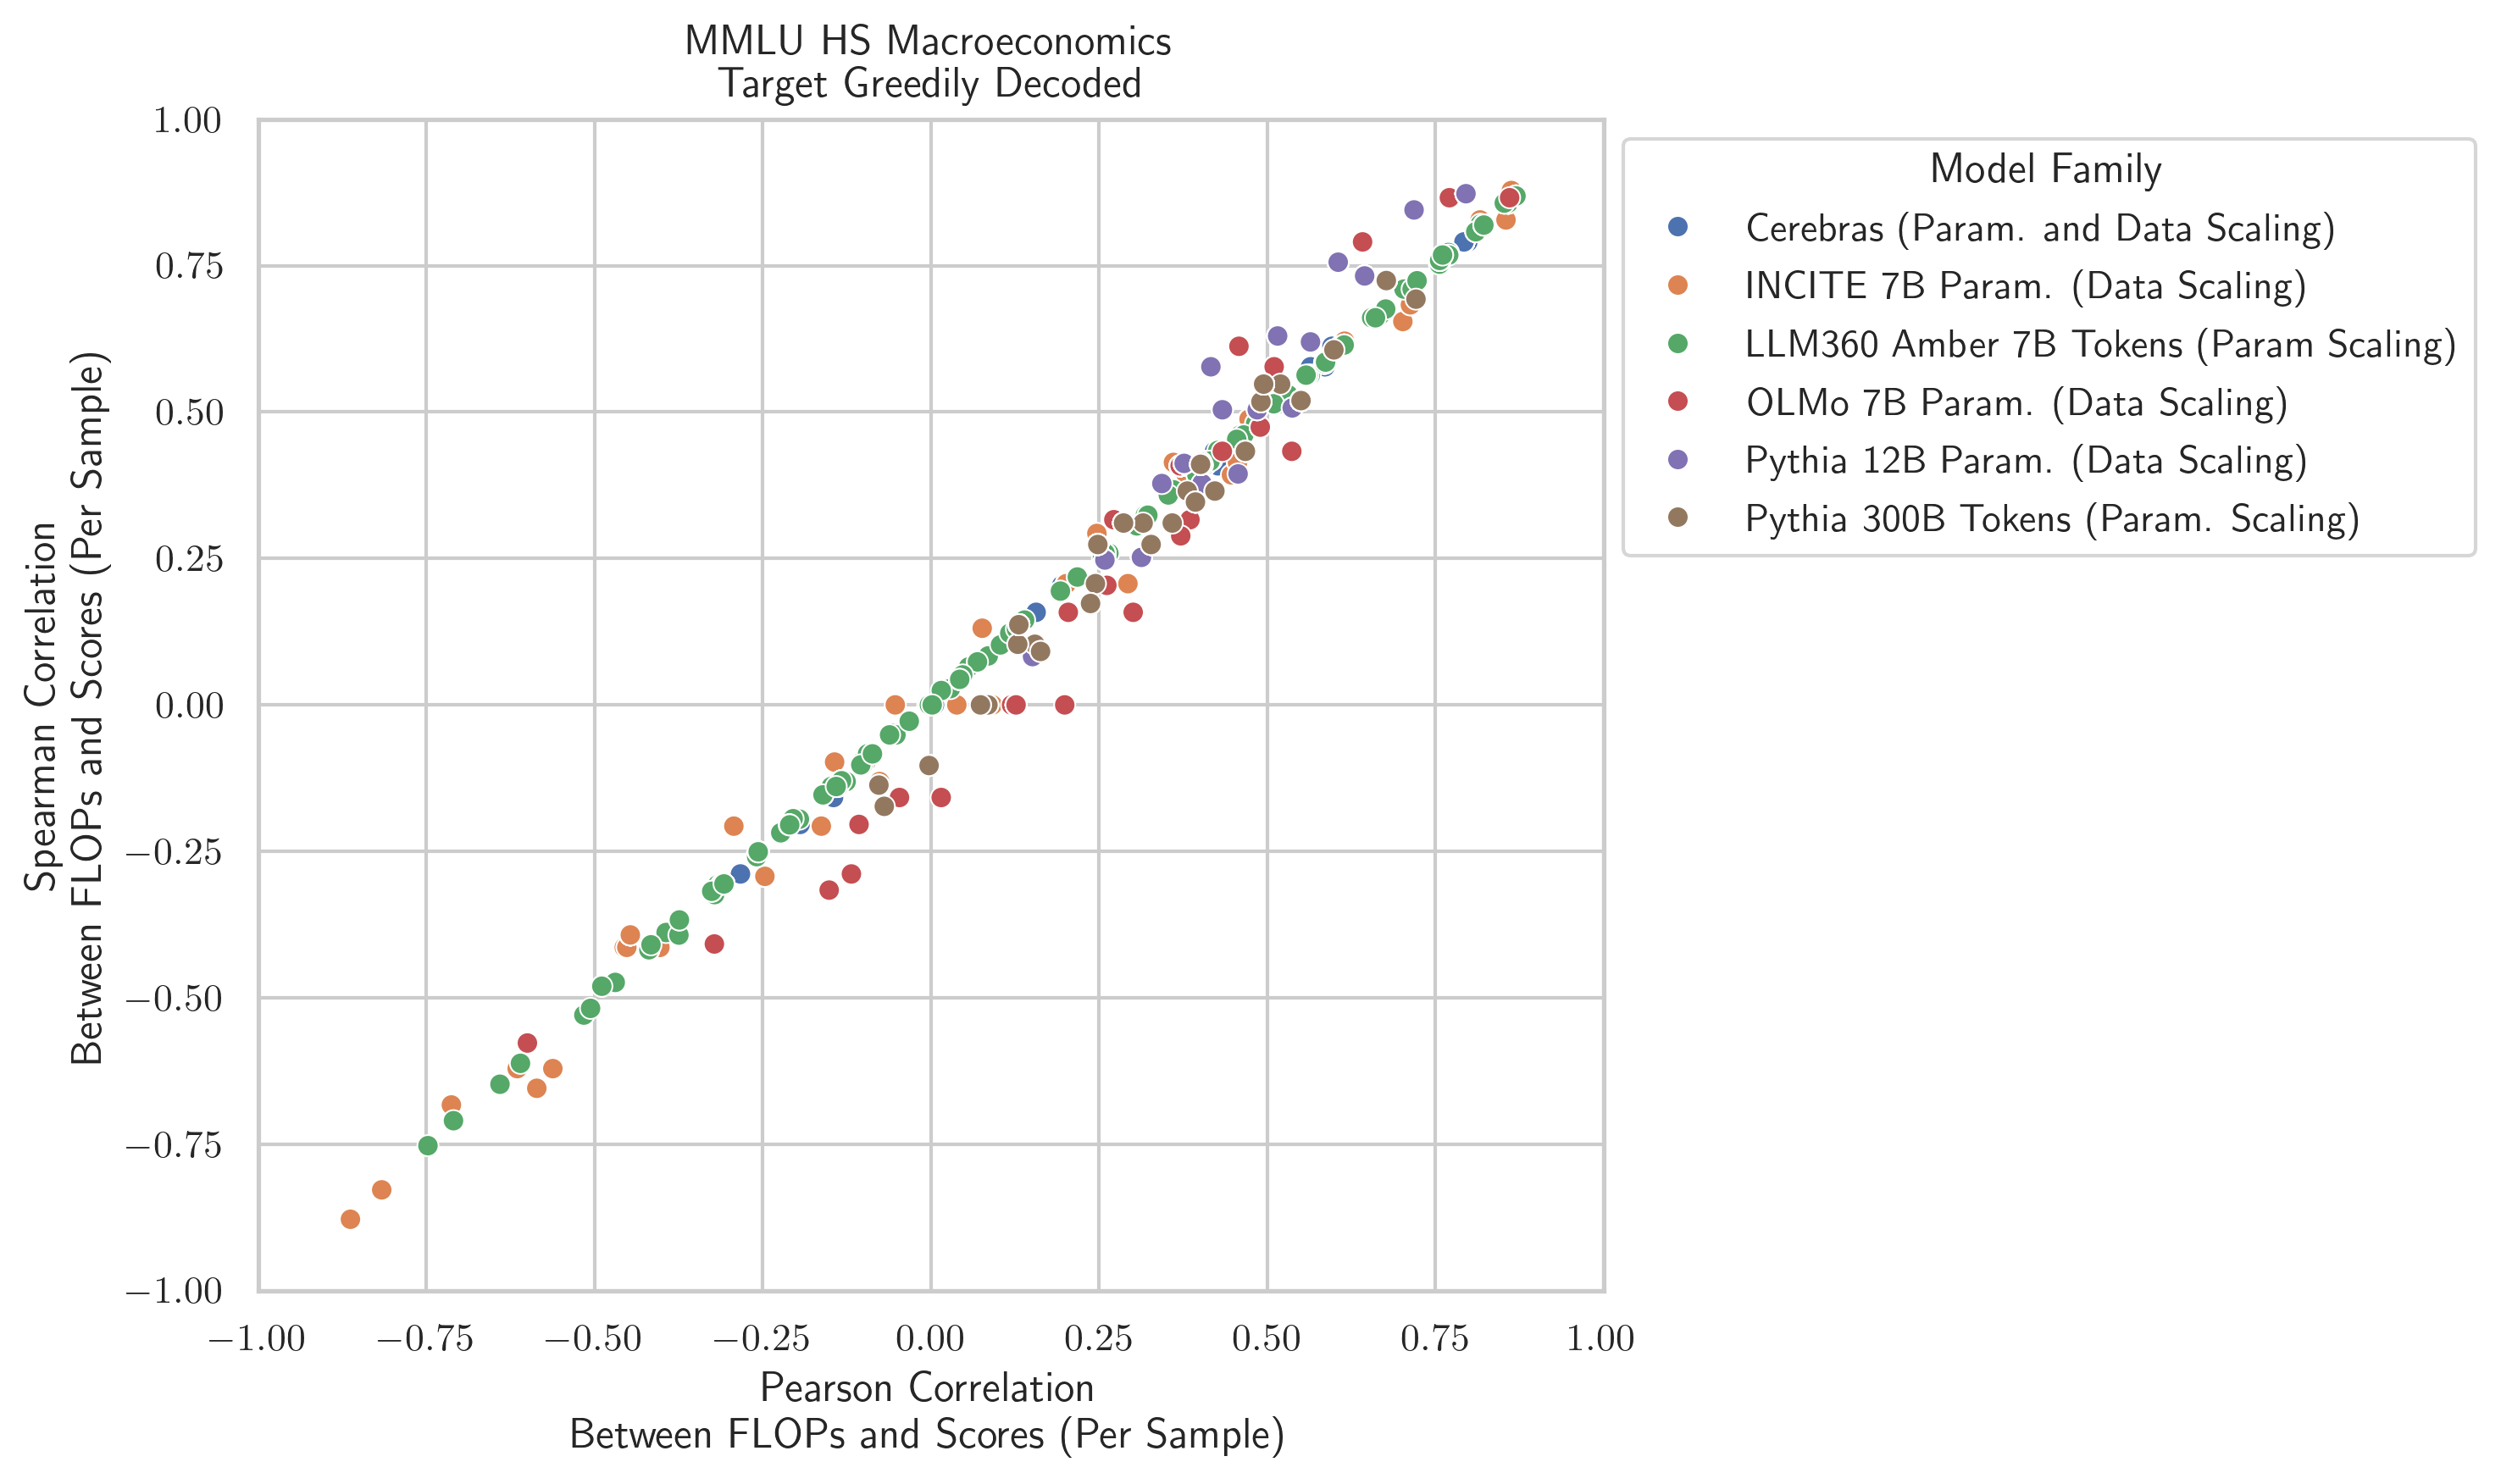 MMLU HS Macroeconomics
Target Greedily Decoded
1.00
0.75
0.50
0.25
0.00
−0.25
−0.50
−0.75
−1.00
Spearman Correlation
Between FLOPs and Scores (Per Sample)
−1.00
−0.75
−0.50
−0.25
0.00
0.25
0.50
0.75
1.00
Pearson Correlation
Between FLOPs and Scores (Per Sample)
Model Family
Cerebras (Param. and Data Scaling)
INCITE 7B Param. (Data Scaling)
LLM360 Amber 7B Tokens (Param Scaling)
OLMo 7B Param. (Data Scaling)
Pythia 12B Param. (Data Scaling)
Pythia 300B Tokens (Param. Scaling)